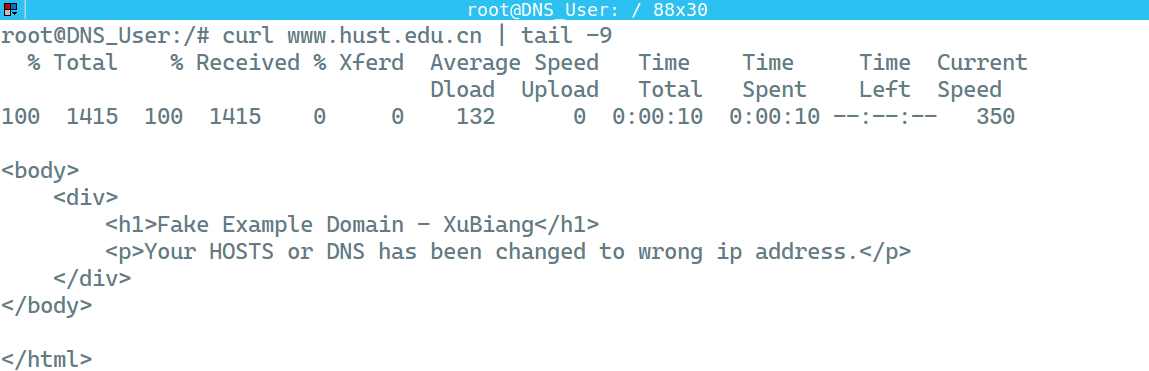 root@DNS_User: / 88x30
root@DNS_User:/# curl www.hust.edu.cn | tail -9
  % Total    % Received % Xferd  Average Speed   Time    Time     Time  Current
                                 Dload  Upload   Total   Spent    Left  Speed
100  1415  100  1415    0     0    132      0  0:00:10  0:00:10 --:--:--   350

<body>
    <div>
        <h1>Fake Example Domain - XuBiang</h1>
        <p>Your HOSTS or DNS has been changed to wrong ip address.</p>
    </div>
</body>

</html>